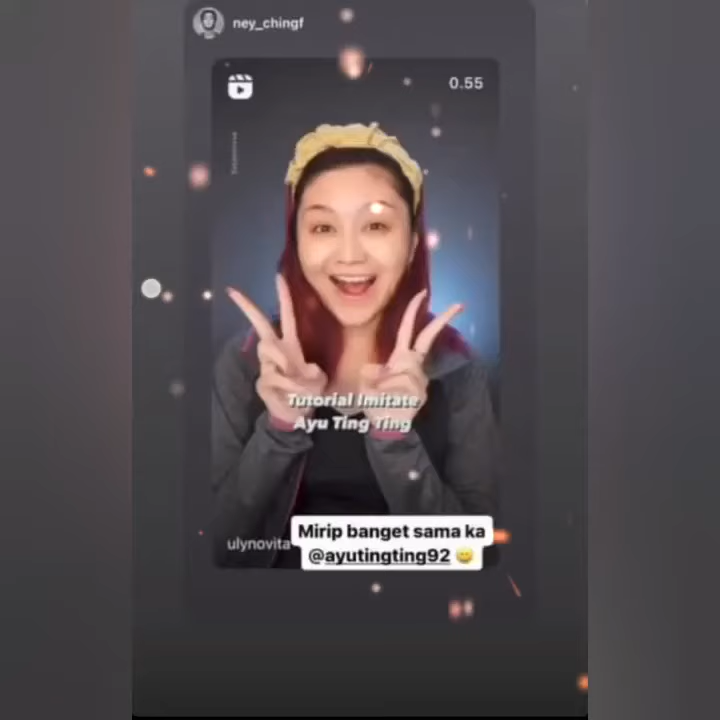 ney_chingf
0.55
Tutorial Imitate
Ayu Ting Ting
ulynovita
Mirip banget sama ka
@ayutingting92